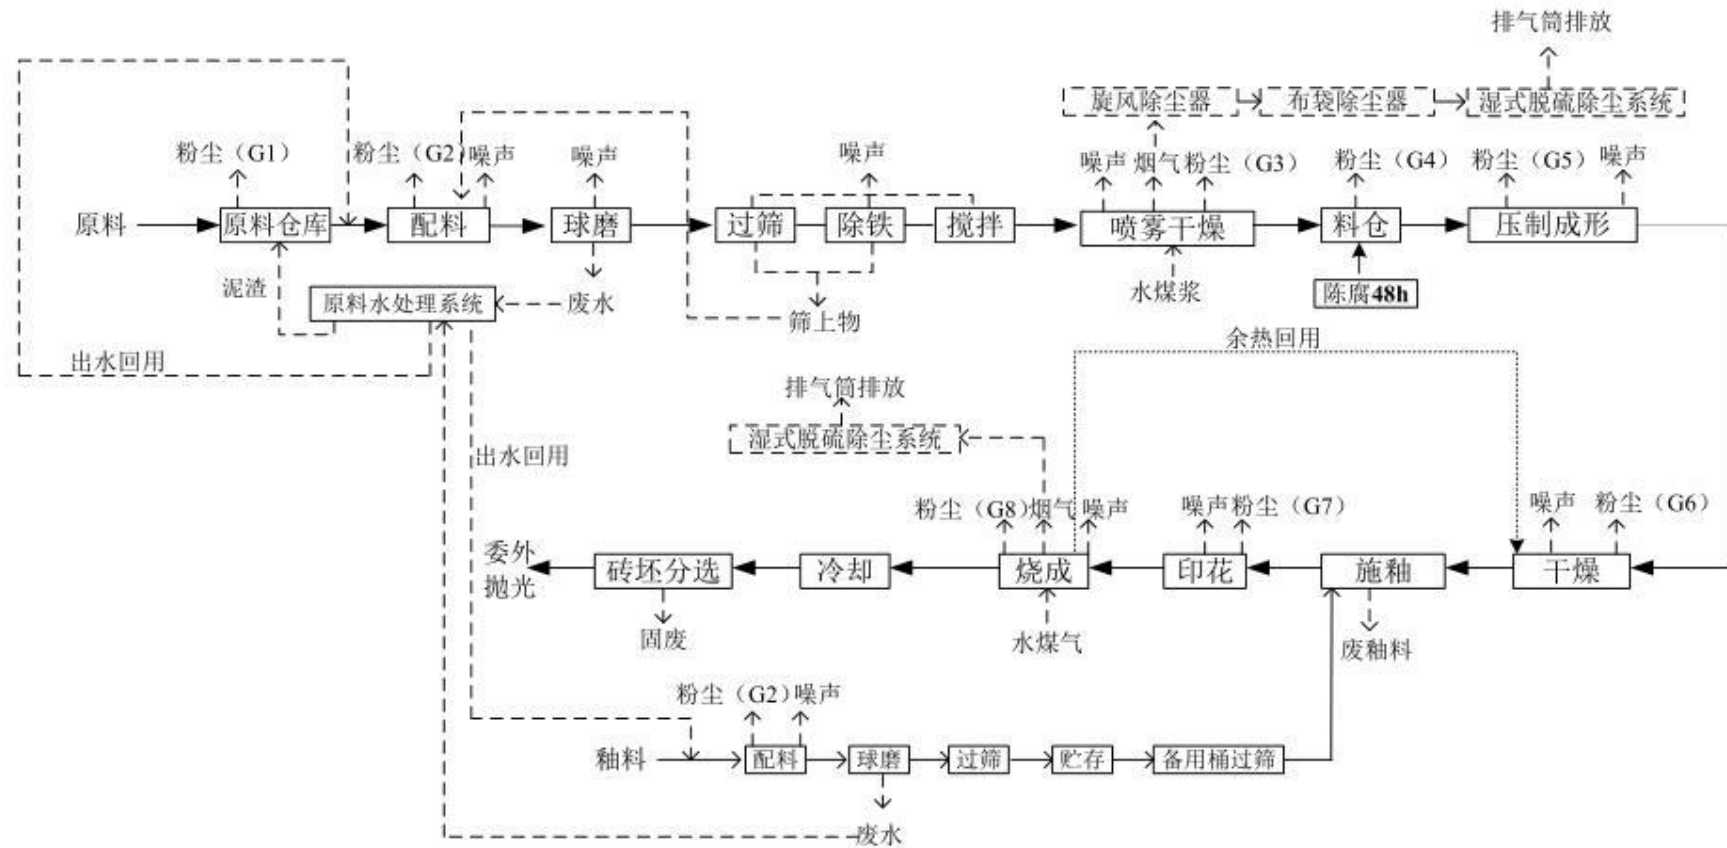 排气筒排放
旋风除尘器 布袋除尘器 湿式脱硫除尘系统
粉尘（G1） 粉尘（G2） 噪声 噪声 噪声 噪声 烟气 粉尘（G3） 粉尘（G4） 粉尘（G5） 噪声
原料 原料仓库 配料 球磨 过筛 除铁 搅拌 喷雾干燥 料仓 压制成形
泥渣 原料水处理系统 废水 筛上物 水煤浆 陈腐48h
出水回用 余热回用
排气筒排放
湿式脱硫除尘系统
出水回用
粉尘（G8） 烟气 噪声 噪声 粉尘（G7） 噪声 粉尘（G6）
委外
抛光
砖坯分选 冷却 烧成 印花 施釉 干燥
固废 水煤气 废釉料
粉尘（G2） 噪声
釉料 配料 球磨 过筛 贮存 备用桶过筛
废水